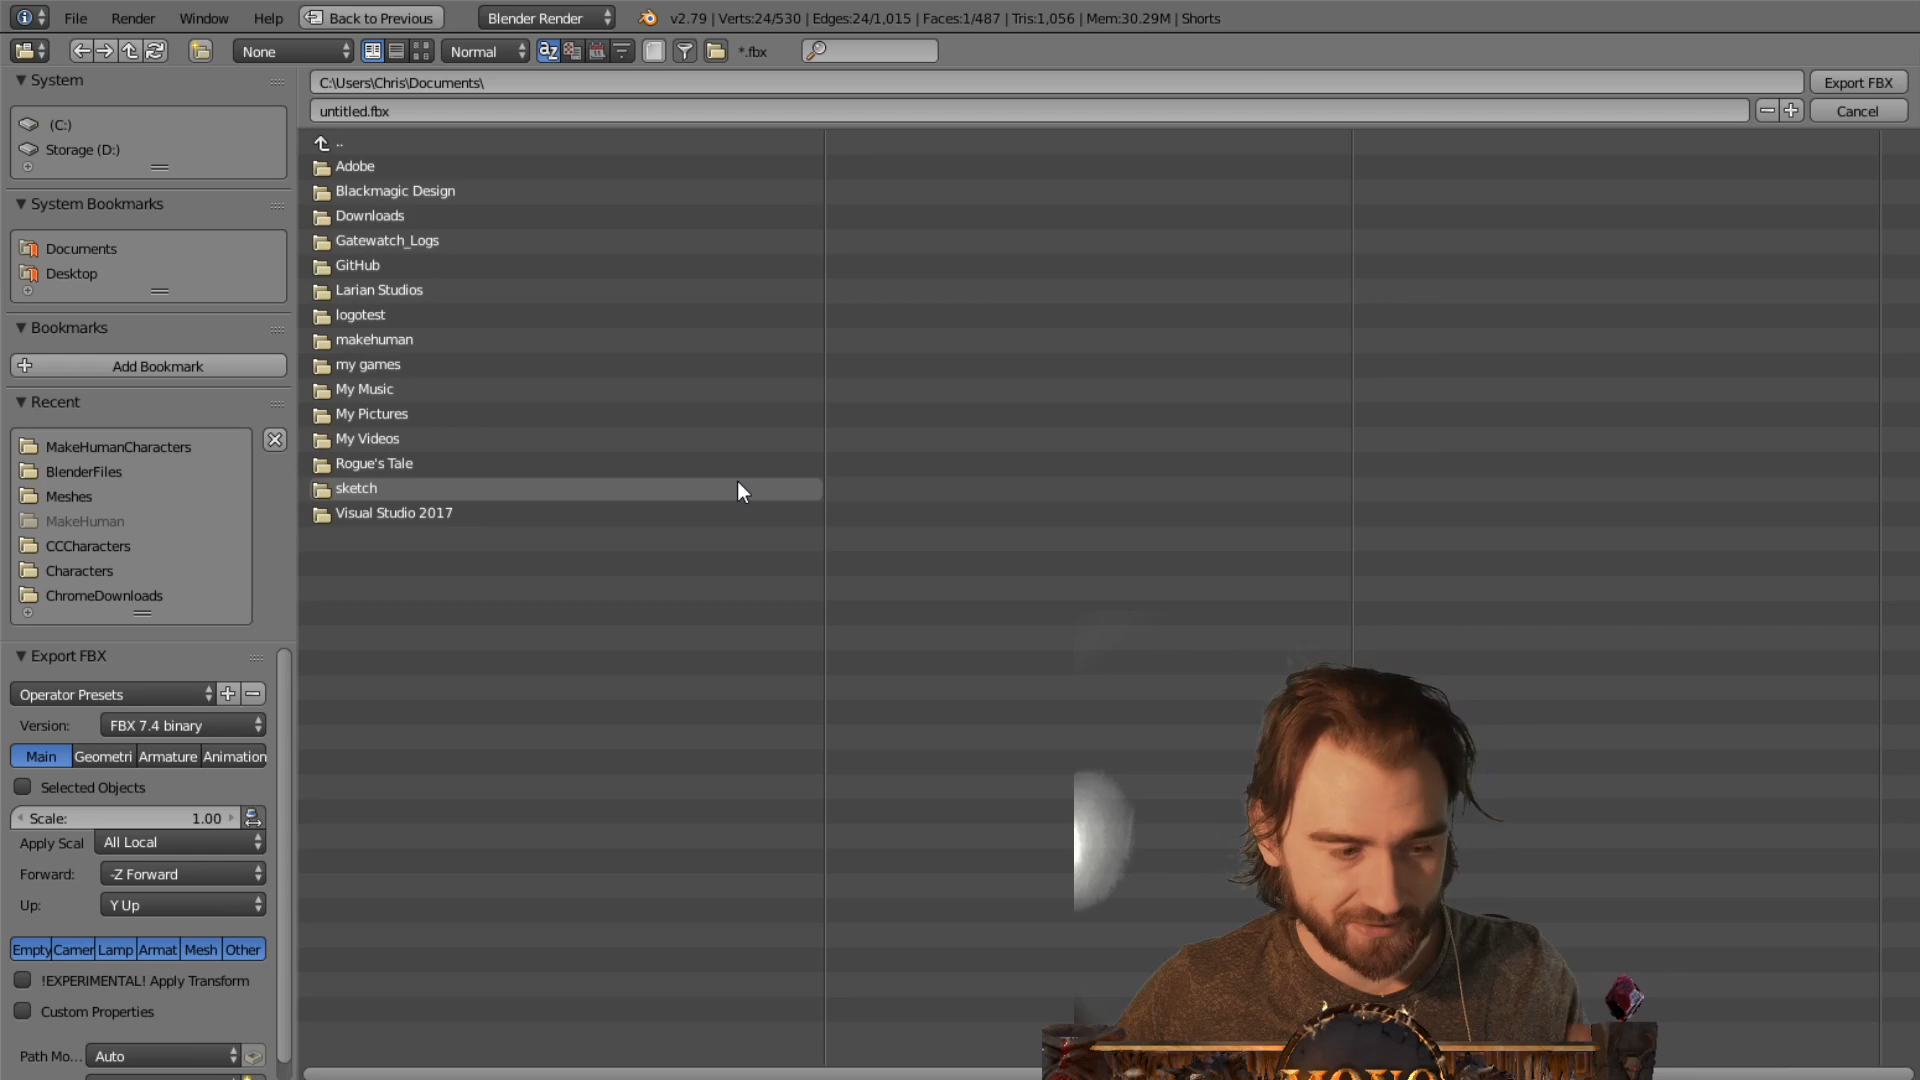 File Render Window Help Back to Previous Blender Render v2.79 | Verts:24/530 | Edges:24/1,015 | Faces:1/487 | Tris:1,056 | Mem:30.29M | Shorts
None Normal *.fbx
System
C:\Users\Chris\Documents\
Export FBX
untitled.fbx
Cancel
(C:)
Storage (D:)
System Bookmarks
Documents
Desktop
Bookmarks
Add Bookmark
Recent
MakeHumanCharacters
BlenderFiles
Meshes
MakeHuman
CCCharacters
Characters
ChromeDownloads
..
Adobe
Blackmagic Design
Downloads
Gatewatch_Logs
GitHub
Larian Studios
logotest
makehuman
my games
My Music
My Pictures
My Videos
Rogue's Tale
sketch
Visual Studio 2017
Export FBX
Operator Presets
Version: FBX 7.4 binary
Main Geometri Armature Animation
Selected Objects
Scale: 1.00
Apply Scal All Local
Forward: -Z Forward
Up: Y Up
Empty Camer Lamp Armat Mesh Other
!EXPERIMENTAL! Apply Transform
Custom Properties
Path Mo... Auto